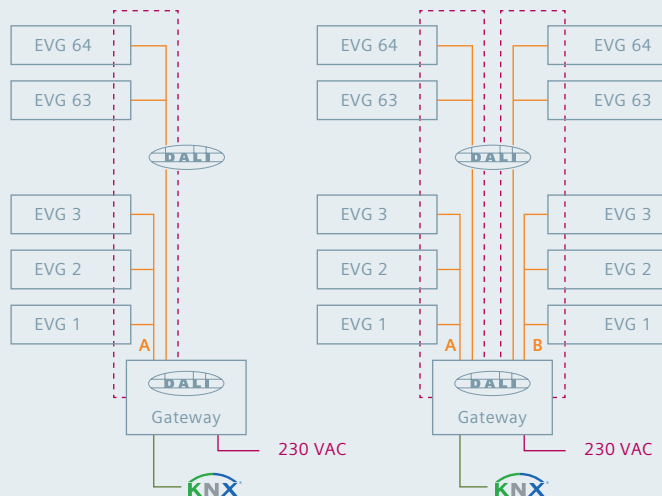 EVG 64
EVG 63
DALI
EVG 3
EVG 2
EVG 1
A
DALI
Gateway
230 VAC
KNX
EVG 64
EVG 64
EVG 63
EVG 63
DALI
EVG 3
EVG 3
EVG 2
EVG 2
EVG 1
EVG 1
A
B
DALI
Gateway
230 VAC
KNX